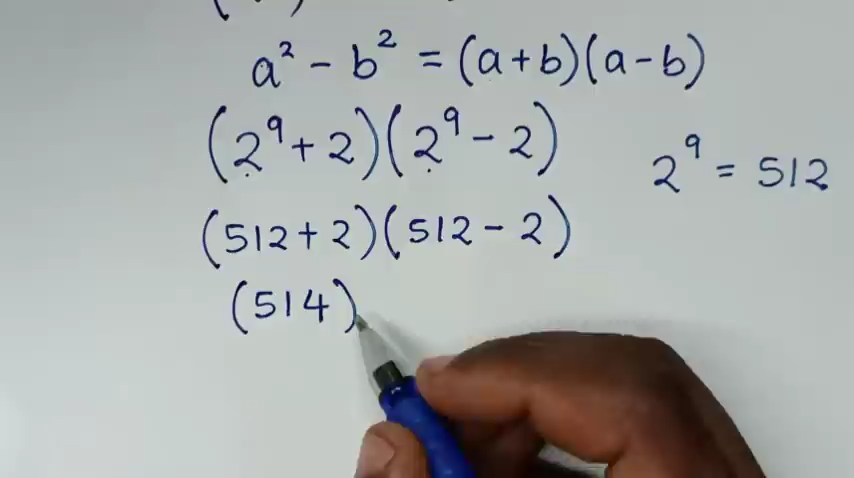 a² - b² = (a+b)(a-b)
(2⁹+2)(2⁹-2)
2⁹ = 512
(512+2)(512-2)
(514)